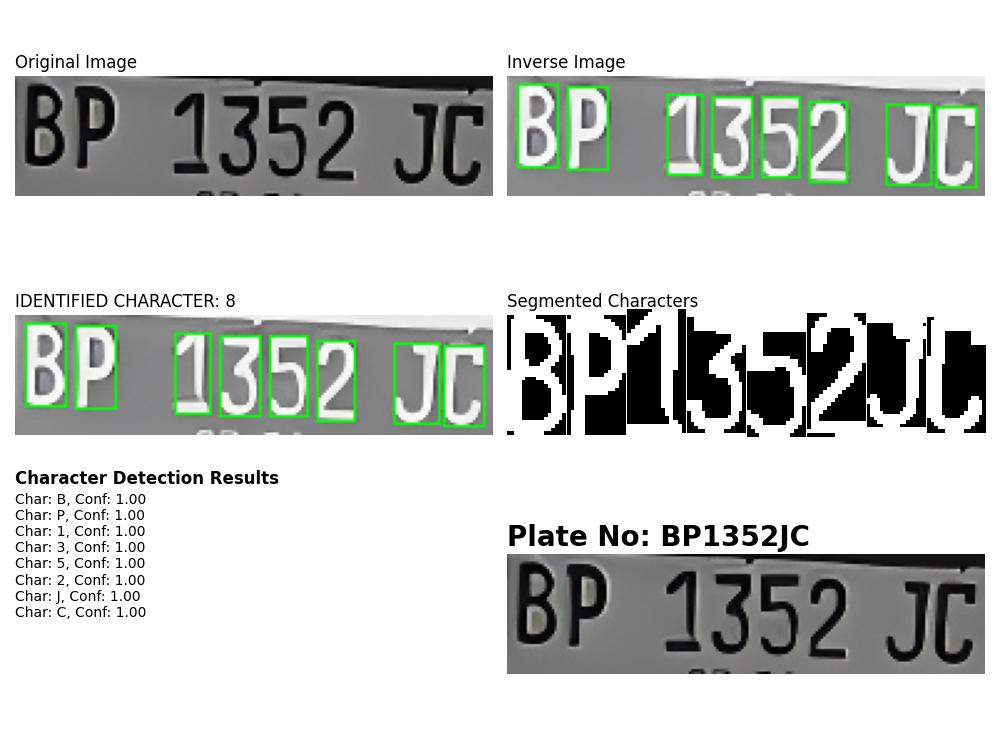 Original Image
BP 1352 JC
Inverse Image
BP 1352 JC
IDENTIFIED CHARACTER: 8
BP 1352 JC
Segmented Characters
BP1352JC
Character Detection Results
Char: B, Conf: 1.00
Char: P, Conf: 1.00
Char: 1, Conf: 1.00
Char: 3, Conf: 1.00
Char: 5, Conf: 1.00
Char: 2, Conf: 1.00
Char: J, Conf: 1.00
Char: C, Conf: 1.00
Plate No: BP1352JC
BP 1352 JC